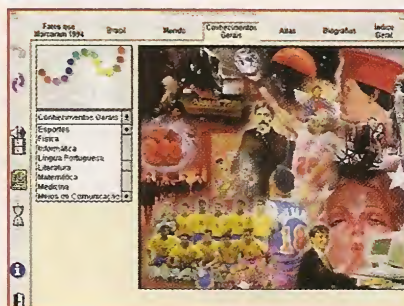 Fatos que
Marcaram 1994
Brasil
Mundo
Conhecimentos
Gerais
Atlas
Biografias
Índice
Geral
Conhecimentos Gerais
Esportes
Física
Informática
Língua Portuguesa
Literatura
Matemática
Medicina
Meios de Comunicação
10